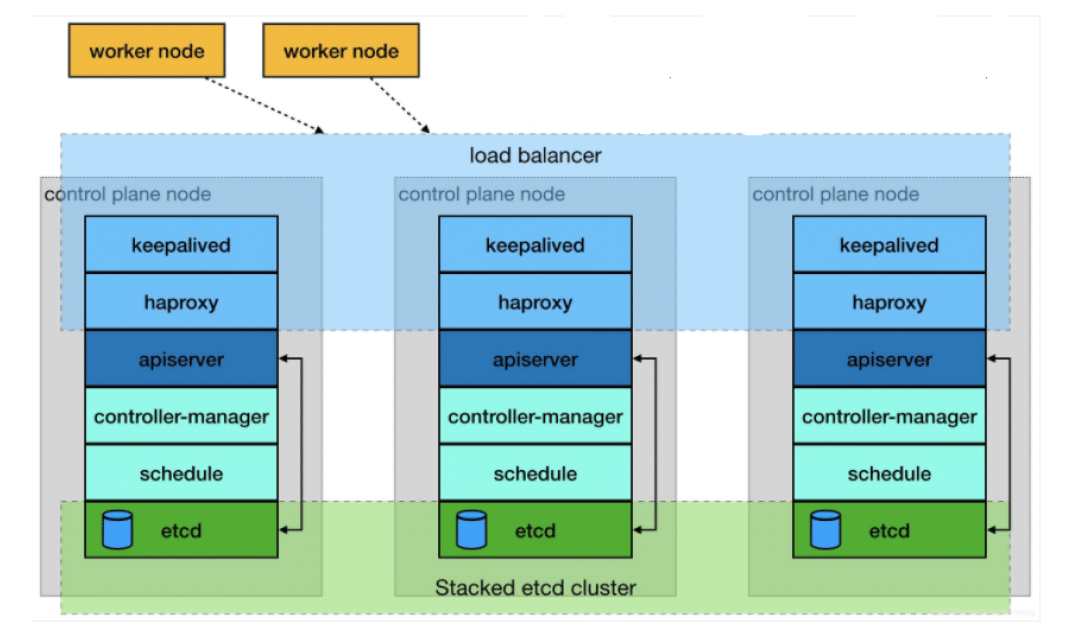 worker node
worker node
load balancer
control plane node
control plane node
control plane node
keepalived
haproxy
apiserver
controller-manager
schedule
etcd
keepalived
haproxy
apiserver
controller-manager
schedule
etcd
keepalived
haproxy
apiserver
controller-manager
schedule
etcd
Stacked etcd cluster